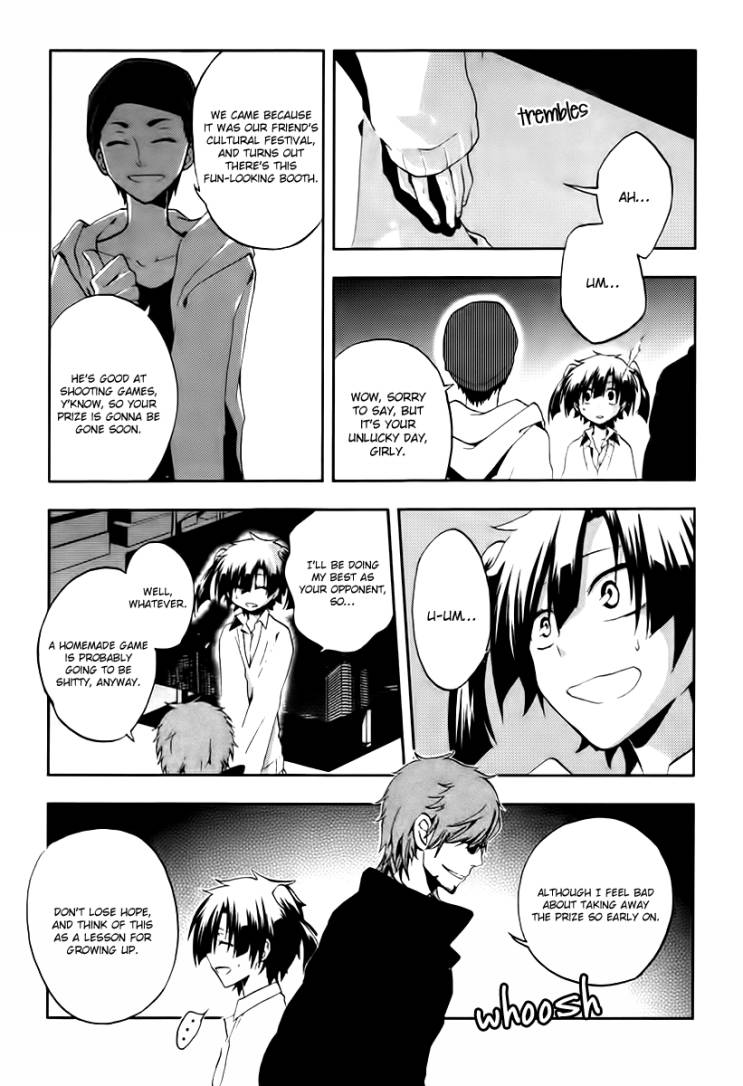 trembles
AH...
UM...
WE CAME BECAUSE
IT WAS OUR FRIEND'S
CULTURAL FESTIVAL,
AND TURNS OUT
THERE'S THIS
FUN-LOOKING BOOTH.
HE'S GOOD AT
SHOOTING GAMES,
Y'KNOW, SO YOUR
PRIZE IS GONNA BE
GONE SOON.
WOW, SORRY
TO SAY, BUT
IT'S YOUR
UNLUCKY DAY,
GIRLY.
U-UM...
I'LL BE DOING
MY BEST AS
YOUR OPPONENT,
SO...
WELL,
WHATEVER.
A HOMEMADE GAME
IS PROBABLY
GOING TO BE
SHITTY, ANYWAY.
ALTHOUGH I FEEL BAD
ABOUT TAKING AWAY
THE PRIZE SO EARLY ON.
DON'T LOSE HOPE,
AND THINK OF THIS
AS A LESSON FOR
GROWING UP.
...
whoosh